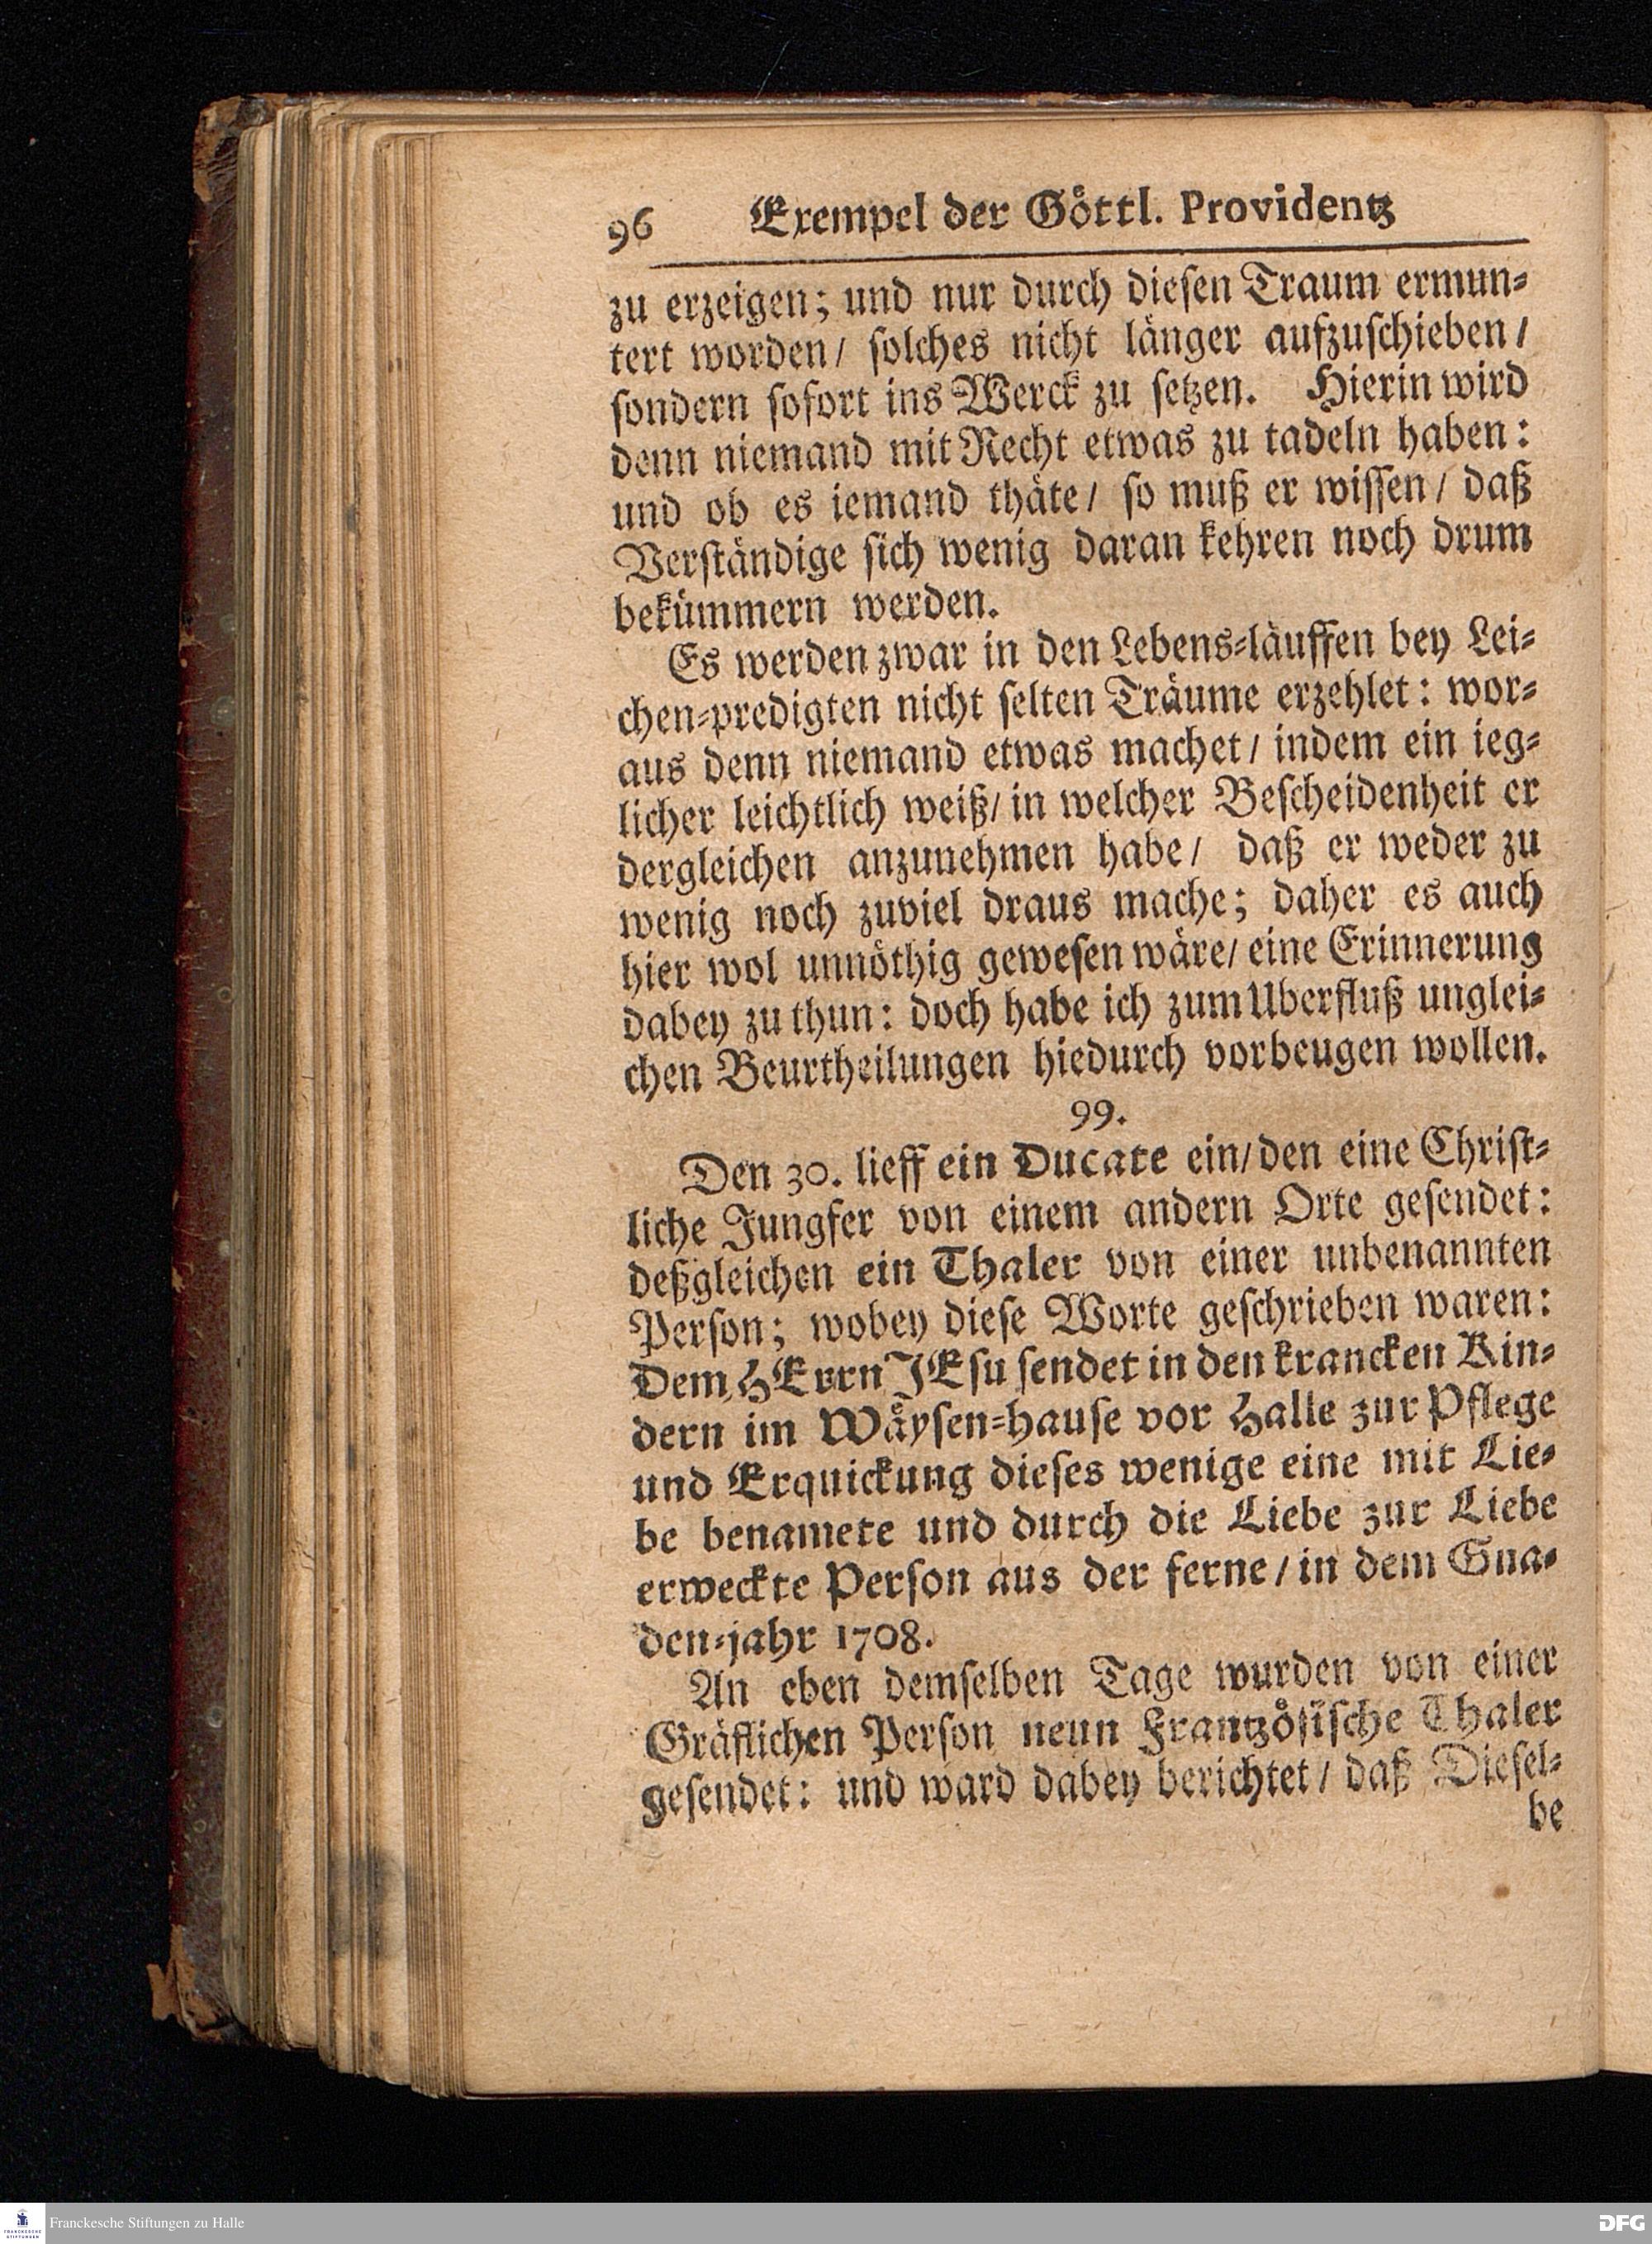 96 Exempel der Göttl. Providentz
zu erzeigen; und nur durch diesen Traum ermun-
tert worden/ solches nicht länger aufzuschieben/
sondern sofort ins Werck zu setzen. Hierin wird
denn niemand mit Recht etwas zu tadeln haben:
und ob es iemand thäte/ so muß er wissen/ daß
Verständige sich wenig daran kehren noch drum
bekümmern werden.
Es werden zwar in den Lebens-läuffen bey Lei-
chen-predigten nicht selten Träume erzehlet: wor-
aus denn niemand etwas machet/ indem ein ieg-
licher leichtlich weiß/ in welcher Bescheidenheit er
dergleichen anzunehmen habe/ daß er weder zu
wenig noch zuviel draus mache; daher es auch
hier wol unnöthig gewesen wäre/ eine Erinnerung
dabey zu thun: doch habe ich zum Uberfluß unglei-
chen Beurtheilungen hiedurch vorbeugen wollen.
99.
Den 30. lieff ein Ducate ein/ den eine Christ-
liche Jungfer von einem andern Orte gesendet:
deßgleichen ein Thaler von einer unbenannten
Person; wobey diese Worte geschrieben waren:
Dem HErrn JEsu sendet in den krancken Kin-
dern im Wäysen-hause vor Halle zur Pflege
und Erquickung dieses wenige eine mit Lie-
be benamete und durch die Liebe zur Liebe
erweckte Person aus der ferne/ in dem Gna-
den-jahr 1708.
An eben demselben Tage wurden von einer
Gräflichen Person neun Frantzösische Thaler
gesendet: und ward dabey berichtet/ daß Diesel-
be
FRANCKESCHE
STIFTUNGEN
Franckesche Stiftungen zu Halle
DFG